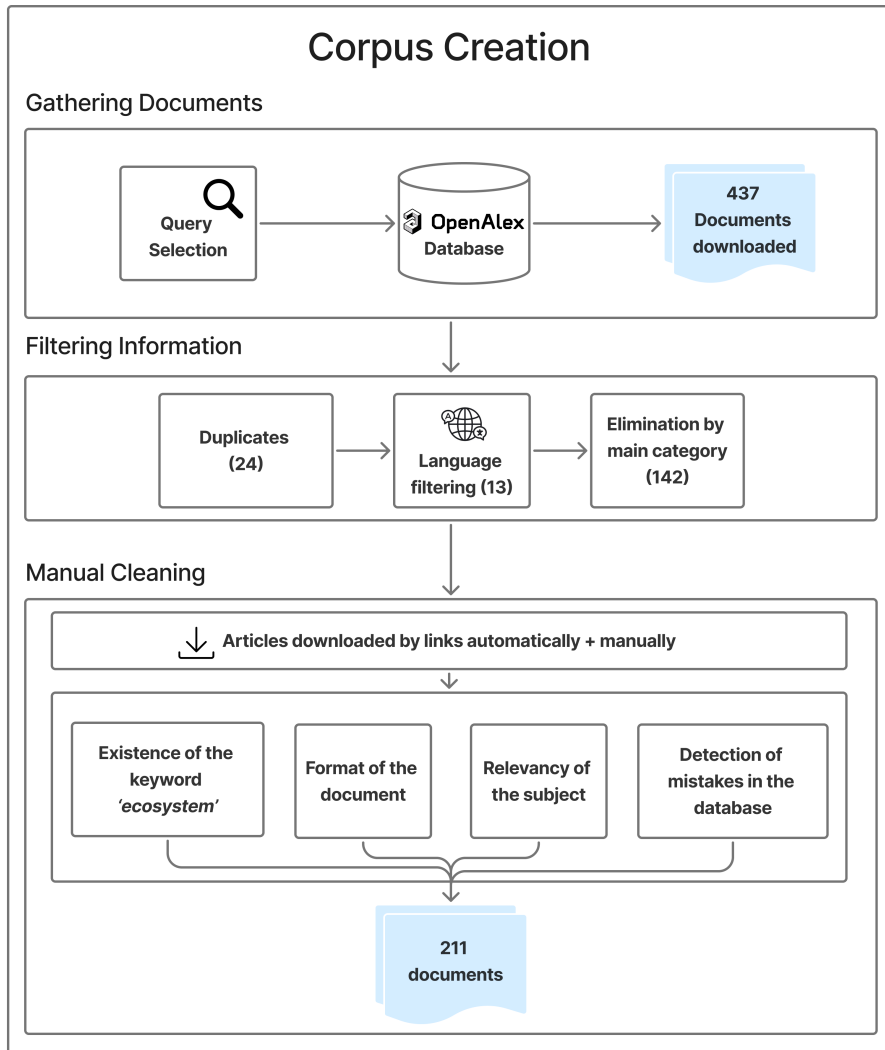 Corpus Creation
Gathering Documents
Query
Selection
OpenAlex
Database
437
Documents
downloaded
Filtering Information
Duplicates
(24)
A
Language
filtering (13)
Elimination by
main category
(142)
Manual Cleaning
Articles downloaded by links automatically + manually
Existence of the
keyword
‘ecosystem’
Format of the
document
Relevancy of
the subject
Detection of
mistakes in the
database
211
documents